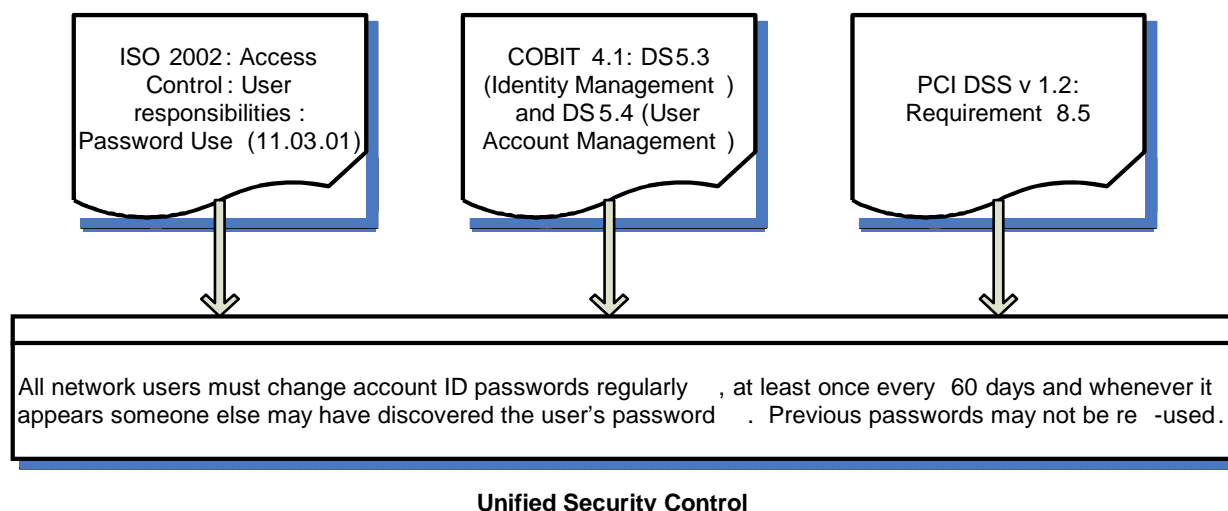 ISO 2002: Access
Control: User
responsibilities:
Password Use (11.03.01)
COBIT 4.1: DS5.3
(Identity Management)
and DS5.4 (User
Account Management)
PCI DSS v 1.2:
Requirement 8.5
All network users must change account ID passwords regularly, at least once every 60 days and whenever it
appears someone else may have discovered the user's password. Previous passwords may not be re-used.
Unified Security Control